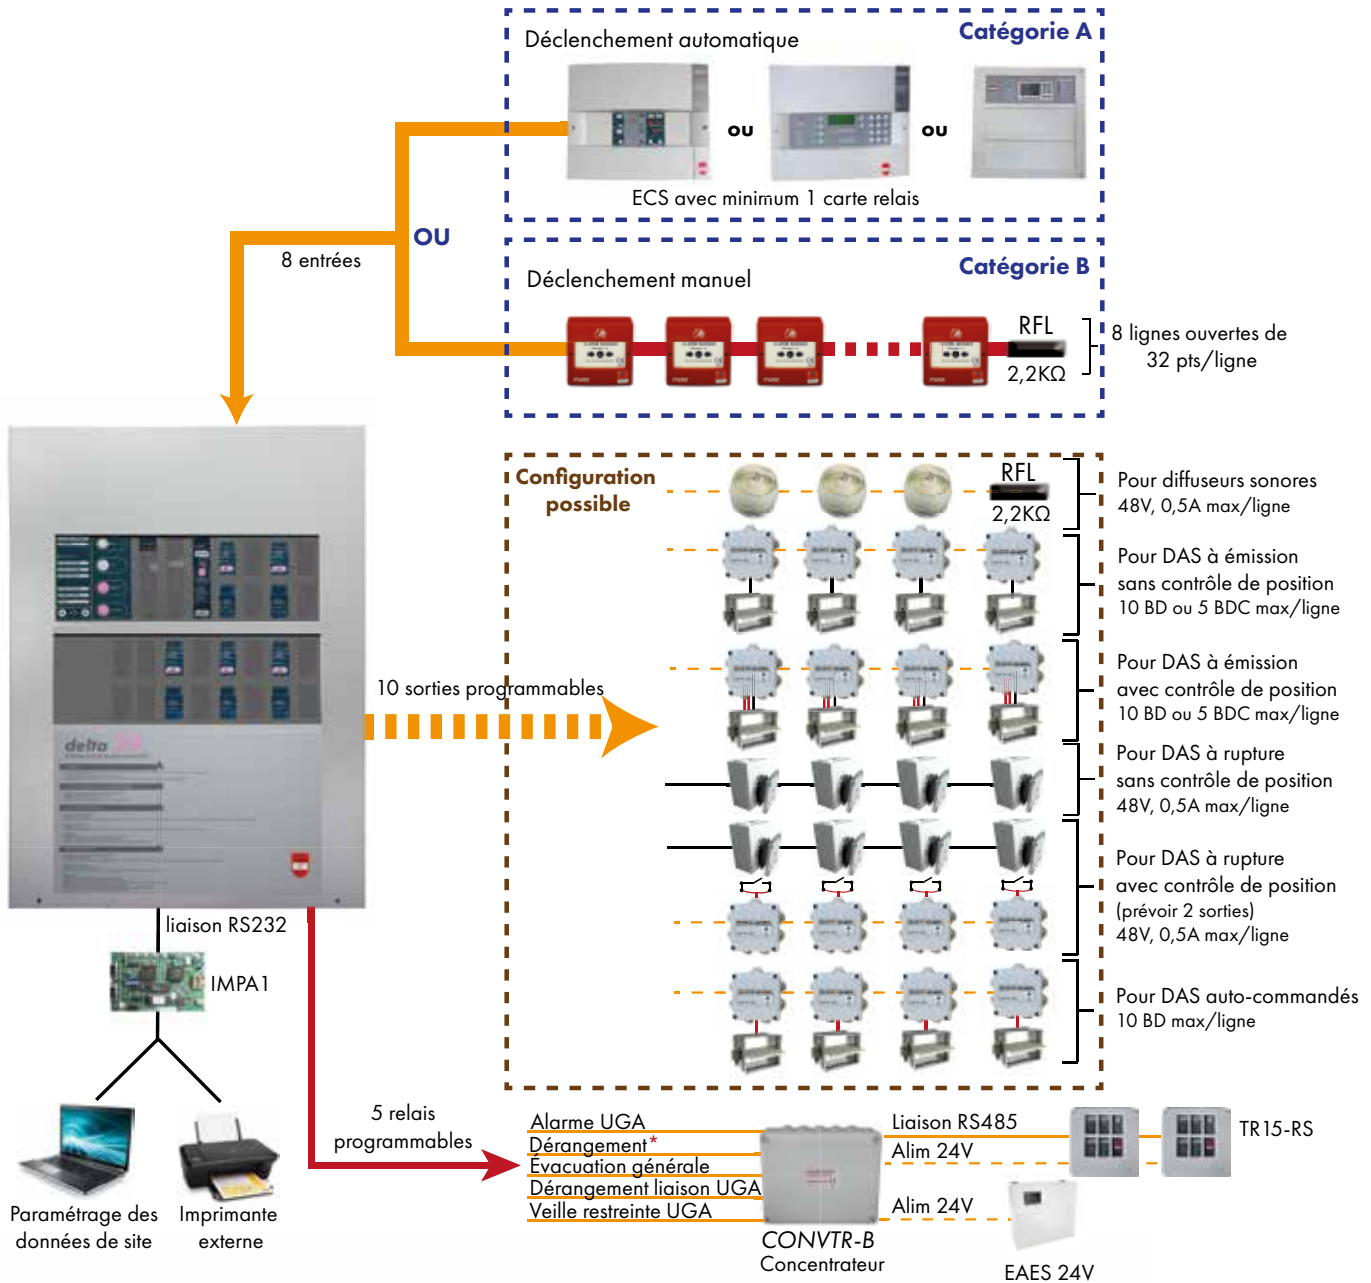 Déclenchement automatique
Catégorie A
ou
ou
ECS avec minimum 1 carte relais
OU
8 entrées
Catégorie B
Déclenchement manuel
RFL
2,2KΩ
8 lignes ouvertes de
32 pts/ligne
Configuration
possible
RFL
2,2KΩ
Pour diffuseurs sonores
48V, 0,5A max/ligne
Pour DAS à émission
sans contrôle de position
10 BD ou 5 BDC max/ligne
Pour DAS à émission
avec contrôle de position
10 BD ou 5 BDC max/ligne
10 sorties programmables
Pour DAS à rupture
sans contrôle de position
48V, 0,5A max/ligne
Pour DAS à rupture
avec contrôle de position
(prévoir 2 sorties)
48V, 0,5A max/ligne
Pour DAS auto-commandés
10 BD max/ligne
delta
liaison RS232
IMPA1
Paramétrage des
données de site
Imprimante
externe
5 relais
programmables
Alarme UGA
Dérangement*
Évacuation générale
Dérangement liaison UGA
Veille restreinte UGA
CONVTR-B
Concentrateur
Liaison RS485
Alim 24V
TR15-RS
Alim 24V
EAES 24V